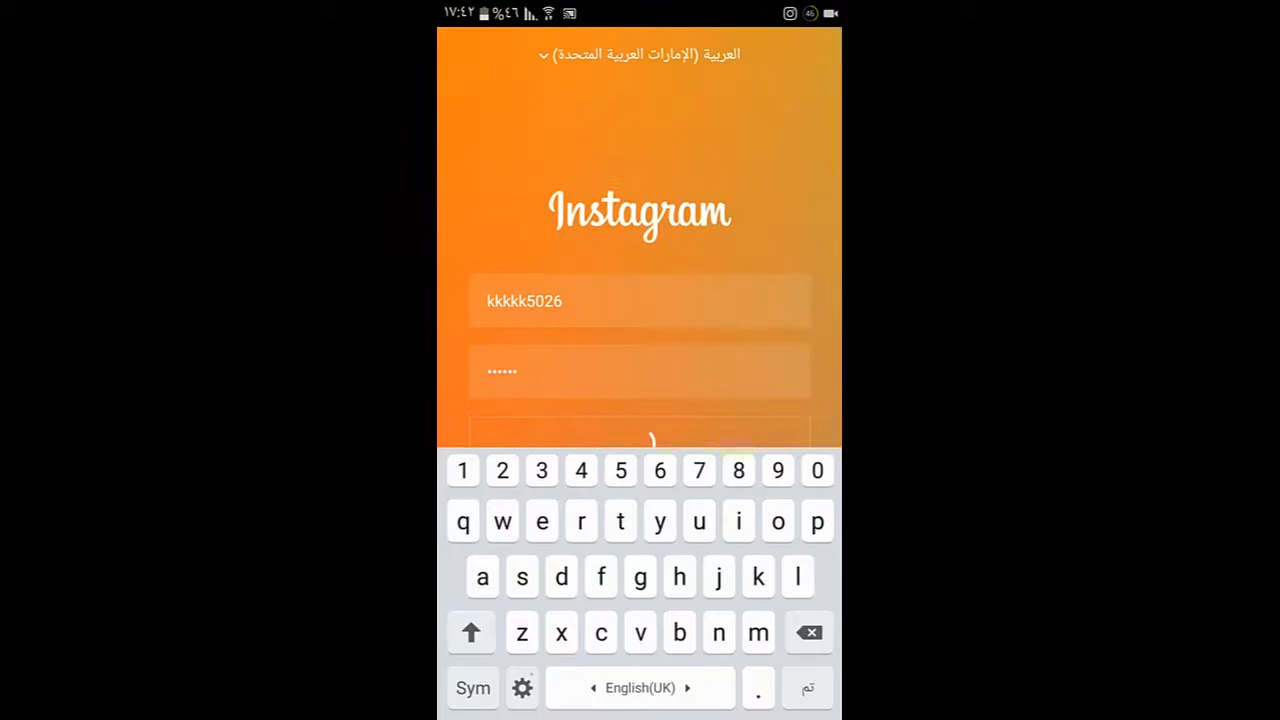 ١٧:٤٢ %٤٦ 46
العربية (الإمارات العربية المتحدة)
Instagram
kkkkk5026
••••••
1 2 3 4 5 6 7 8 9 0
q w e r t y u i o p
a s d f g h j k l
z x c v b n m
Sym English(UK) . تم